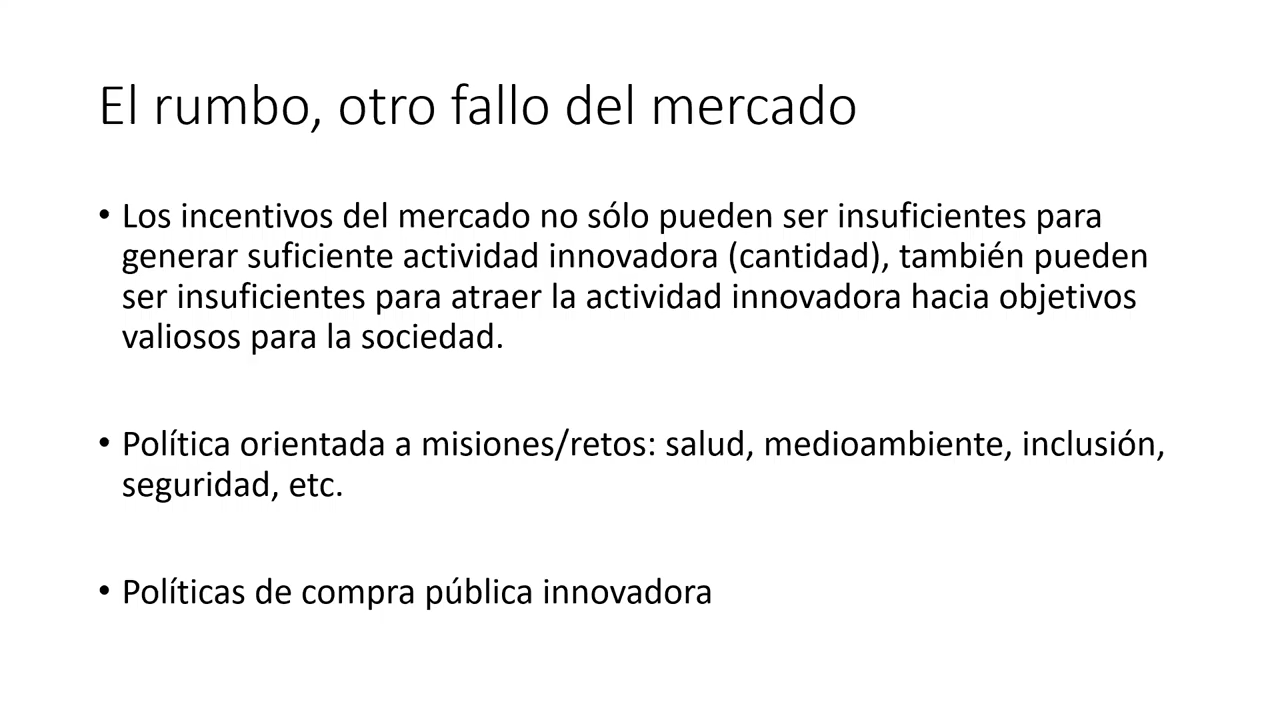 El rumbo, otro fallo del mercado
• Los incentivos del mercado no sólo pueden ser insuficientes para
generar suficiente actividad innovadora (cantidad), también pueden
ser insuficientes para atraer la actividad innovadora hacia objetivos
valiosos para la sociedad.
• Política orientada a misiones/retos: salud, medioambiente, inclusión,
seguridad, etc.
• Políticas de compra pública innovadora